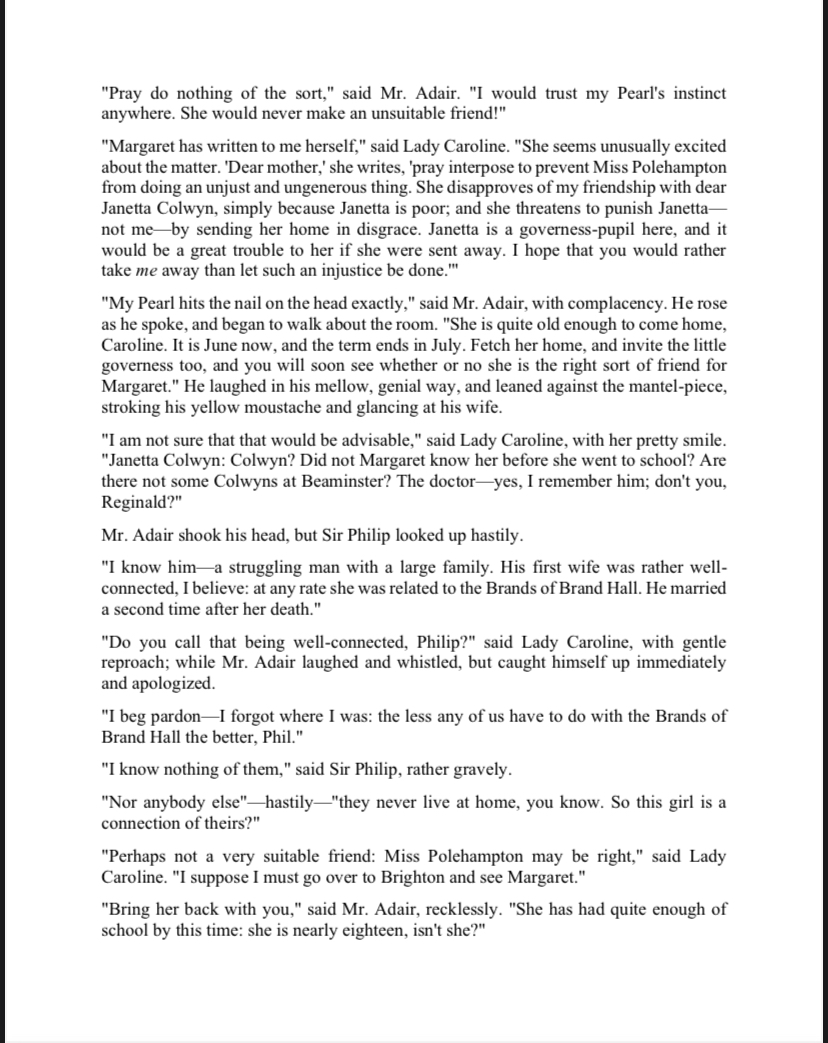 "Pray do nothing of the sort," said Mr. Adair. "I would trust my Pearl's instinct
anywhere. She would never make an unsuitable friend!"
"Margaret has written to me herself," said Lady Caroline. "She seems unusually excited
about the matter. 'Dear mother,' she writes, 'pray interpose to prevent Miss Polehampton
from doing an unjust and ungenerous thing. She disapproves of my friendship with dear
Janetta Colwyn, simply because Janetta is poor; and she threatens to punish Janetta—
not me—by sending her home in disgrace. Janetta is a governess-pupil here, and it
would be a great trouble to her if she were sent away. I hope that you would rather
take me away than let such an injustice be done.'"
"My Pearl hits the nail on the head exactly," said Mr. Adair, with complacency. He rose
as he spoke, and began to walk about the room. "She is quite old enough to come home,
Caroline. It is June now, and the term ends in July. Fetch her home, and invite the little
governess too, and you will soon see whether or no she is the right sort of friend for
Margaret." He laughed in his mellow, genial way, and leaned against the mantel-piece,
stroking his yellow moustache and glancing at his wife.
"I am not sure that that would be advisable," said Lady Caroline, with her pretty smile.
"Janetta Colwyn: Colwyn? Did not Margaret know her before she went to school? Are
there not some Colwyns at Beaminster? The doctor—yes, I remember him; don't you,
Reginald?"
Mr. Adair shook his head, but Sir Philip looked up hastily.
"I know him—a struggling man with a large family. His first wife was rather well-
connected, I believe: at any rate she was related to the Brands of Brand Hall. He married
a second time after her death."
"Do you call that being well-connected, Philip?" said Lady Caroline, with gentle
reproach; while Mr. Adair laughed and whistled, but caught himself up immediately
and apologized.
"I beg pardon—I forgot where I was: the less any of us have to do with the Brands of
Brand Hall the better, Phil."
"I know nothing of them," said Sir Philip, rather gravely.
"Nor anybody else"—hastily—"they never live at home, you know. So this girl is a
connection of theirs?"
"Perhaps not a very suitable friend: Miss Polehampton may be right," said Lady
Caroline. "I suppose I must go over to Brighton and see Margaret."
"Bring her back with you," said Mr. Adair, recklessly. "She has had quite enough of
school by this time: she is nearly eighteen, isn't she?"